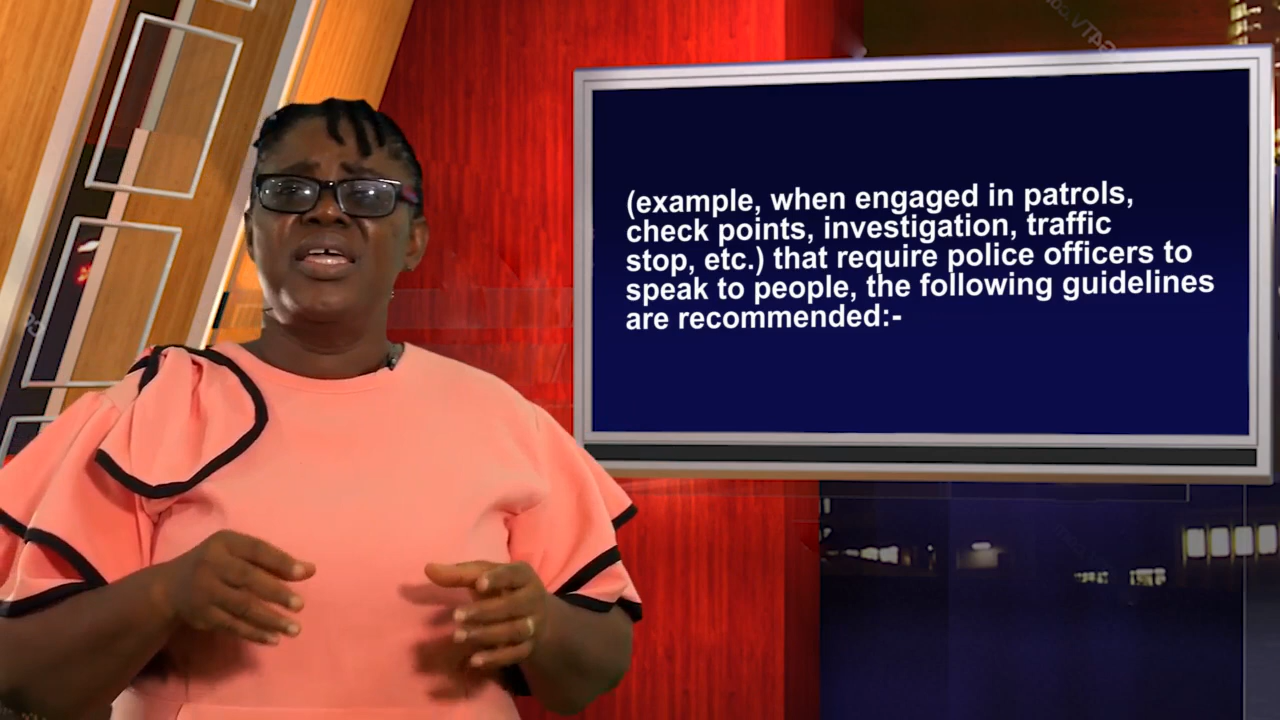 (example, when engaged in patrols,
check points, investigation, traffic
stop, etc.) that require police officers to
speak to people, the following guidelines
are recommended:-